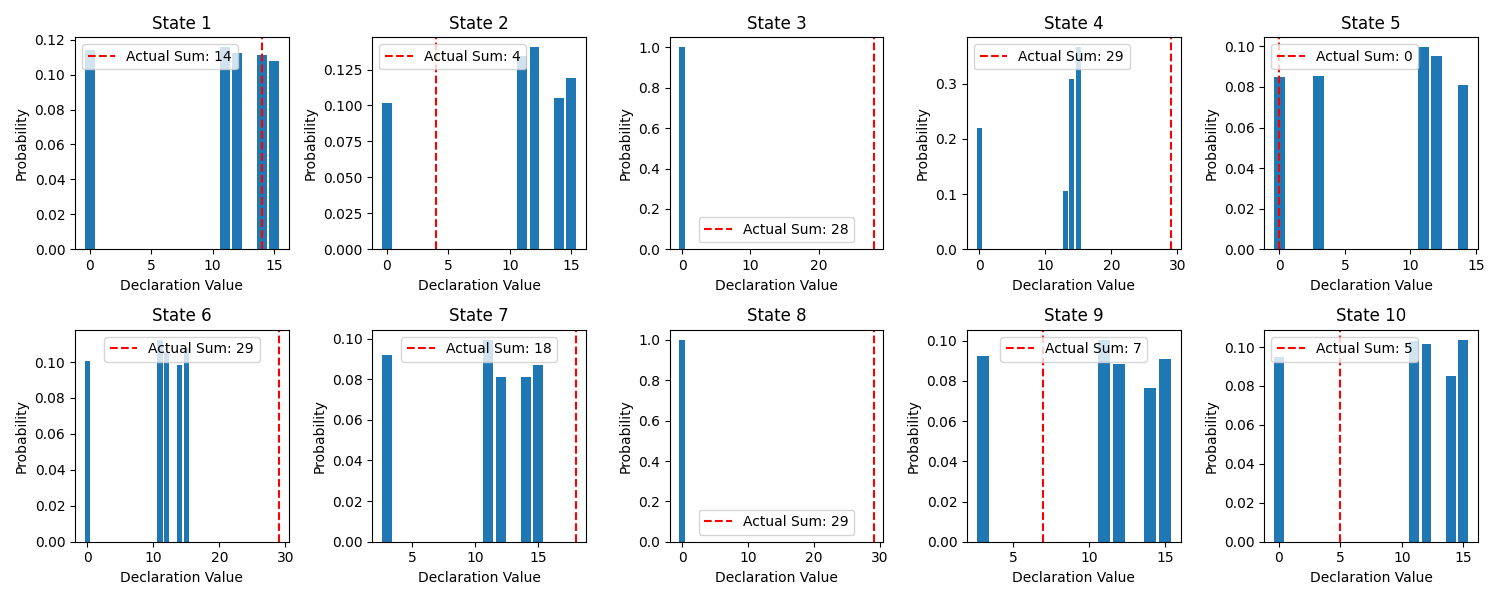 State 1
0.12
0.10
0.08
0.06
0.04
0.02
0.00
Probability
Actual Sum: 14
0 5 10 15
Declaration Value
State 2
0.125
0.100
0.075
0.050
0.025
0.000
Probability
Actual Sum: 4
0 5 10 15
Declaration Value
State 3
1.0
0.8
0.6
0.4
0.2
0.0
Probability
Actual Sum: 28
0 10 20
Declaration Value
State 4
0.3
0.2
0.1
0.0
Probability
Actual Sum: 29
0 10 20 30
Declaration Value
State 5
0.10
0.08
0.06
0.04
0.02
0.00
Probability
Actual Sum: 0
0 5 10 15
Declaration Value
State 6
0.10
0.08
0.06
0.04
0.02
0.00
Probability
Actual Sum: 29
0 10 20 30
Declaration Value
State 7
0.10
0.08
0.06
0.04
0.02
0.00
Probability
Actual Sum: 18
5 10 15
Declaration Value
State 8
1.0
0.8
0.6
0.4
0.2
0.0
Probability
Actual Sum: 29
0 10 20 30
Declaration Value
State 9
0.10
0.08
0.06
0.04
0.02
0.00
Probability
Actual Sum: 7
5 10 15
Declaration Value
State 10
0.10
0.08
0.06
0.04
0.02
0.00
Probability
Actual Sum: 5
0 5 10 15
Declaration Value